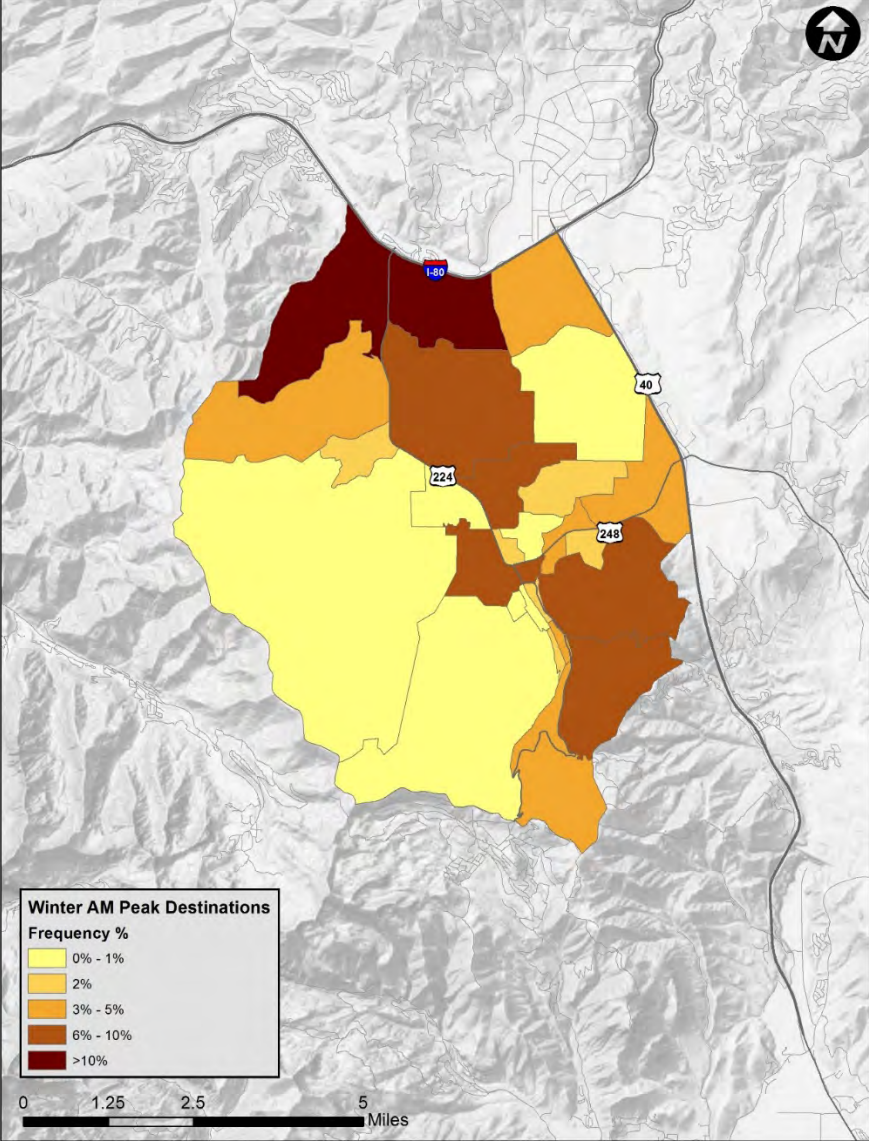 N
I-80
40
224
248
Winter AM Peak Destinations
Frequency %
0% - 1%
2%
3% - 5%
6% - 10%
>10%
0 1.25 2.5 5
Miles